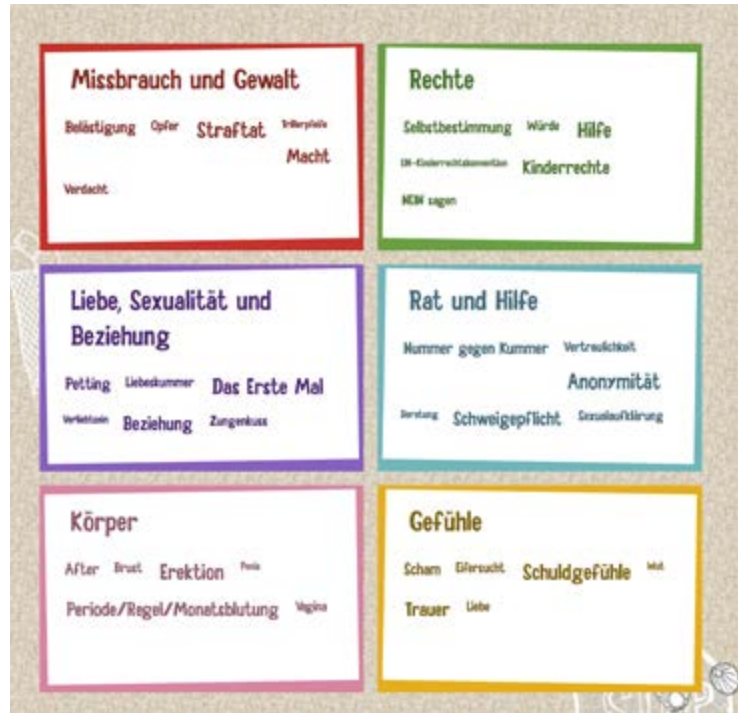 Missbrauch und Gewalt
Belästigung Opfer Straftat Trillerpfeife
Macht
Verdacht
Rechte
Selbstbestimmung Würde Hilfe
UN-Kinderrechtskonvention Kinderrechte
NEIN sagen
Liebe, Sexualität und
Beziehung
Petting Liebeskummer Das Erste Mal
Verliebtsein Beziehung Zungenkuss
Rat und Hilfe
Nummer gegen Kummer Vertraulichkeit
Anonymität
Beratung Schweigepflicht Sexualaufklärung
Körper
After Brust Erektion Penis
Periode/Regel/Monatsblutung Vagina
Gefühle
Scham Eifersucht Schuldgefühle Wut
Trauer Liebe